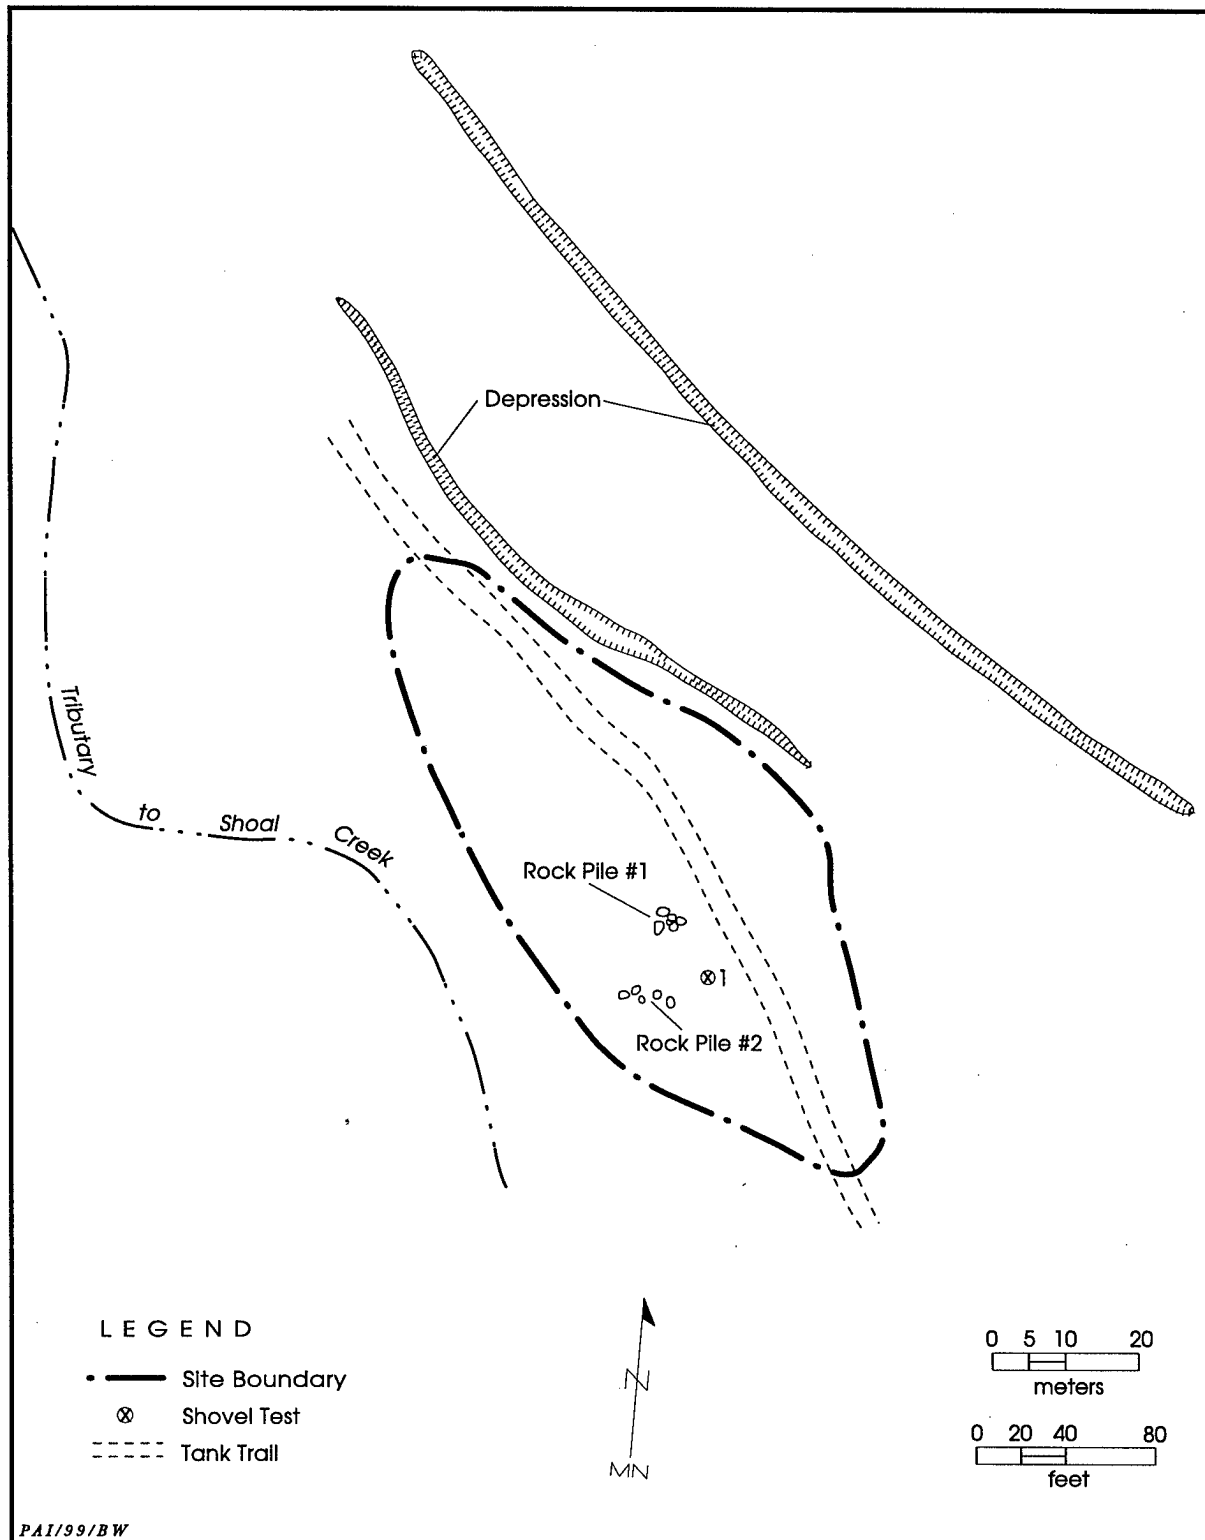 Depression
Tributary
to Shoal Creek
Rock Pile #1
1
Rock Pile #2
LEGEND
Site Boundary
Shovel Test
Tank Trail
N
MN
0 5 10 20
meters
0 20 40 80
feet
PAI/99/BW